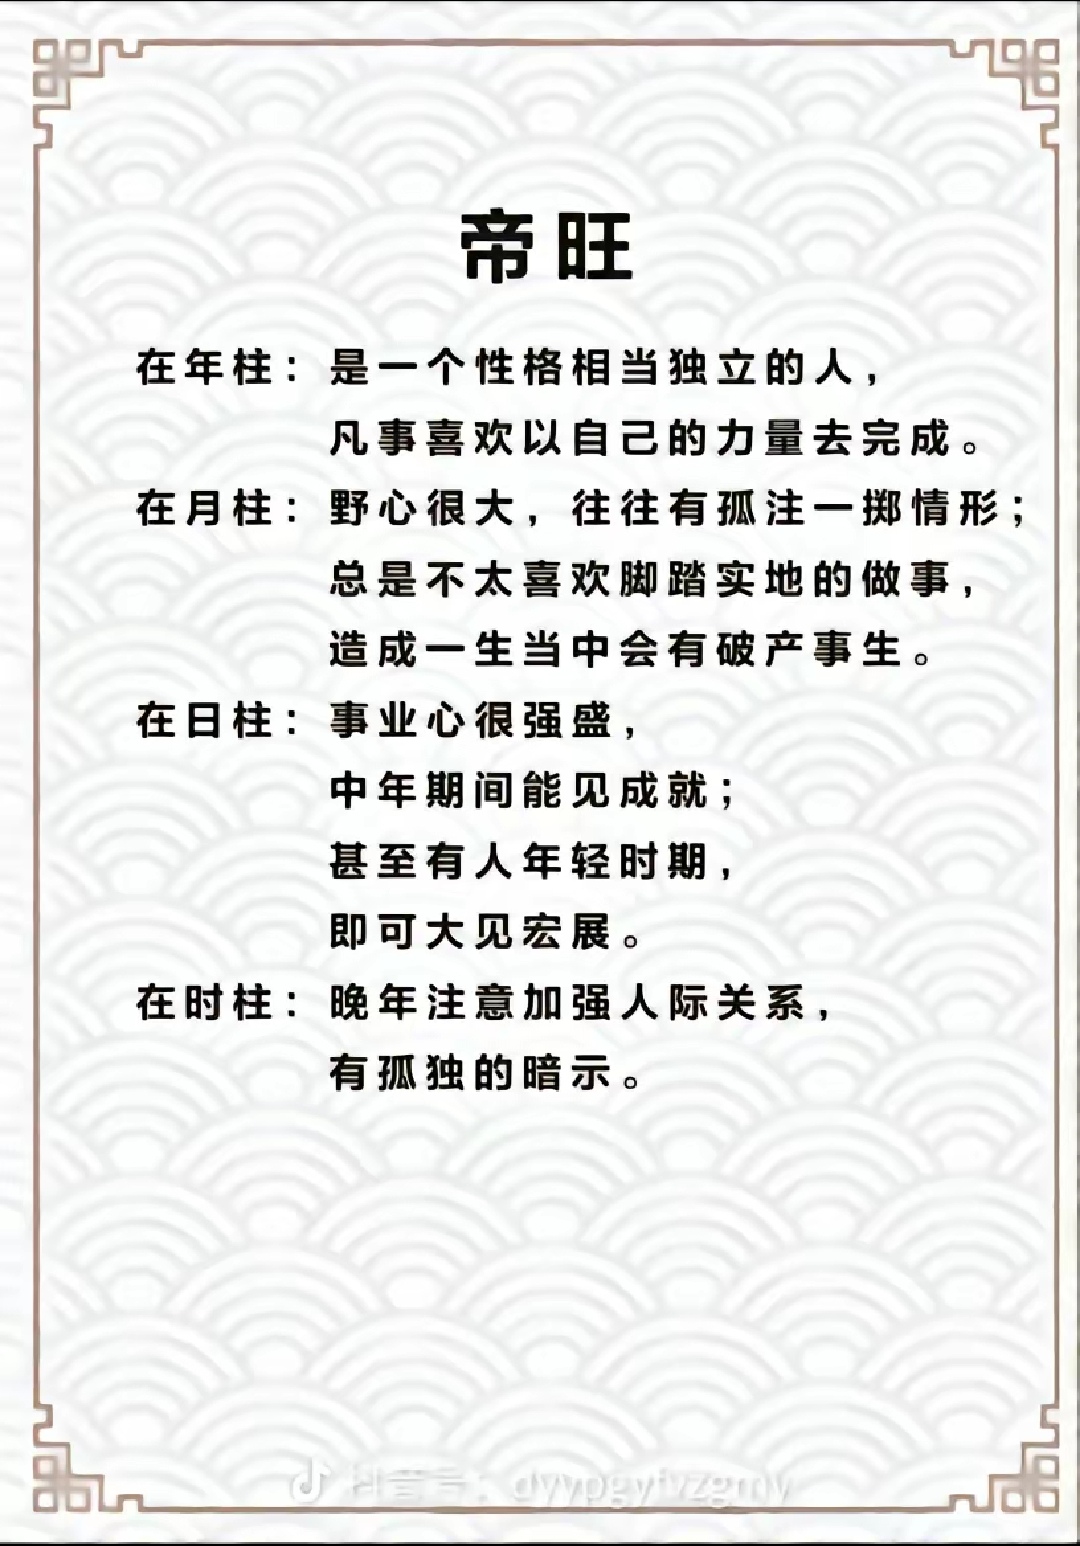 帝旺
在年柱：是一个性格相当独立的人，
凡事喜欢以自己的力量去完成。
在月柱：野心很大，往往有孤注一掷情形；
总是不太喜欢脚踏实地的做事，
造成一生当中会有破产事生。
在日柱：事业心很强盛，
中年期间能见成就；
甚至有人年轻时期，
即可大见宏展。
在时柱：晚年注意加强人际关系，
有孤独的暗示。
抖音号：